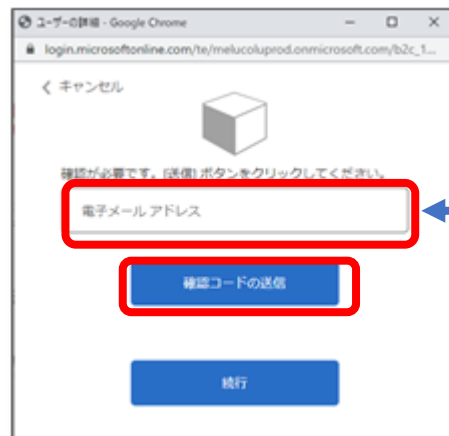 ユーザーの詳細 - Google Chrome
login.microsoftonline.com/te/melucoluprod.onmicrosoft.com/b2c_1...
キャンセル
確認が必要です。[送信] ボタンをクリックしてください。
電子メール アドレス
確認コードの送信
続行